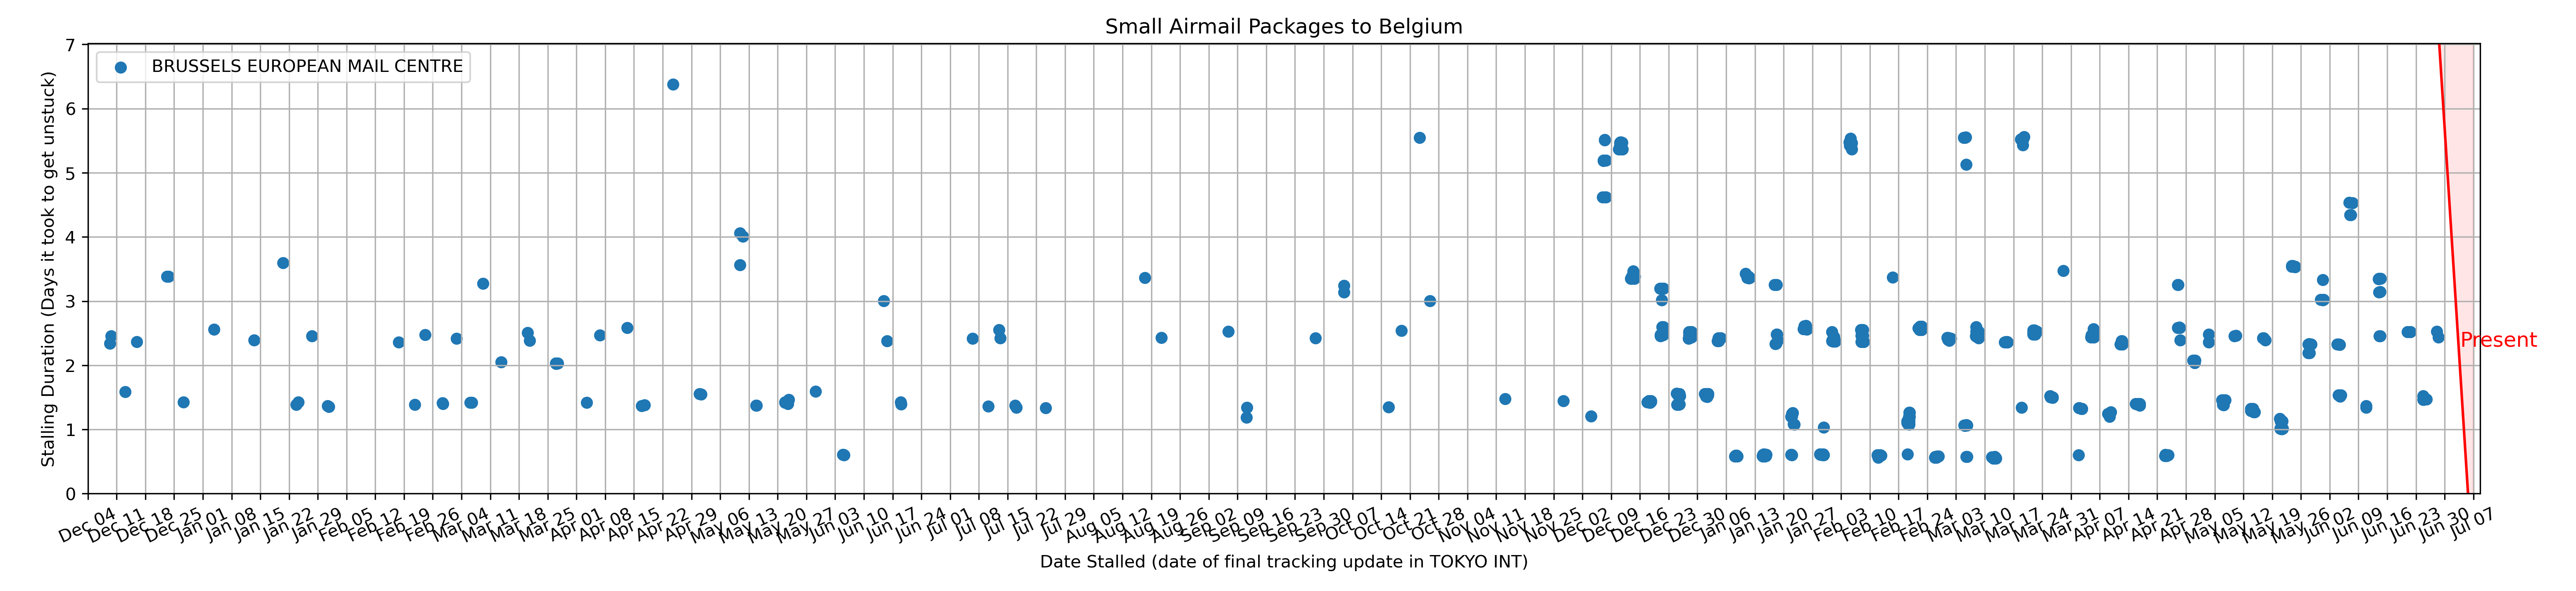 Small Airmail Packages to Belgium
BRUSSELS EUROPEAN MAIL CENTRE
Stalling Duration (Days it took to get unstuck)
7
6
5
4
3
2
1
0
Present
Dec 04 Dec 11 Dec 18 Dec 25 Jan 01 Jan 08 Jan 15 Jan 22 Jan 29 Feb 05 Feb 12 Feb 19 Feb 26 Mar 04 Mar 11 Mar 18 Mar 25 Apr 01 Apr 08 Apr 15 Apr 22 Apr 29 May 06 May 13 May 20 May 27 Jun 03 Jun 10 Jun 17 Jun 24 Jul 01 Jul 08 Jul 15 Jul 22 Jul 29 Aug 05 Aug 12 Aug 19 Aug 26 Sep 02 Sep 09 Sep 16 Sep 23 Sep 30 Oct 07 Oct 14 Oct 21 Oct 28 Nov 04 Nov 11 Nov 18 Nov 25 Dec 02 Dec 09 Dec 16 Dec 23 Dec 30 Jan 06 Jan 13 Jan 20 Jan 27 Feb 03 Feb 10 Feb 17 Feb 24 Mar 03 Mar 10 Mar 17 Mar 24 Mar 31 Apr 07 Apr 14 Apr 21 Apr 28 May 05 May 12 May 19 May 26 Jun 02 Jun 09 Jun 16 Jun 23 Jun 30 Jul 07
Date Stalled (date of final tracking update in TOKYO INT)